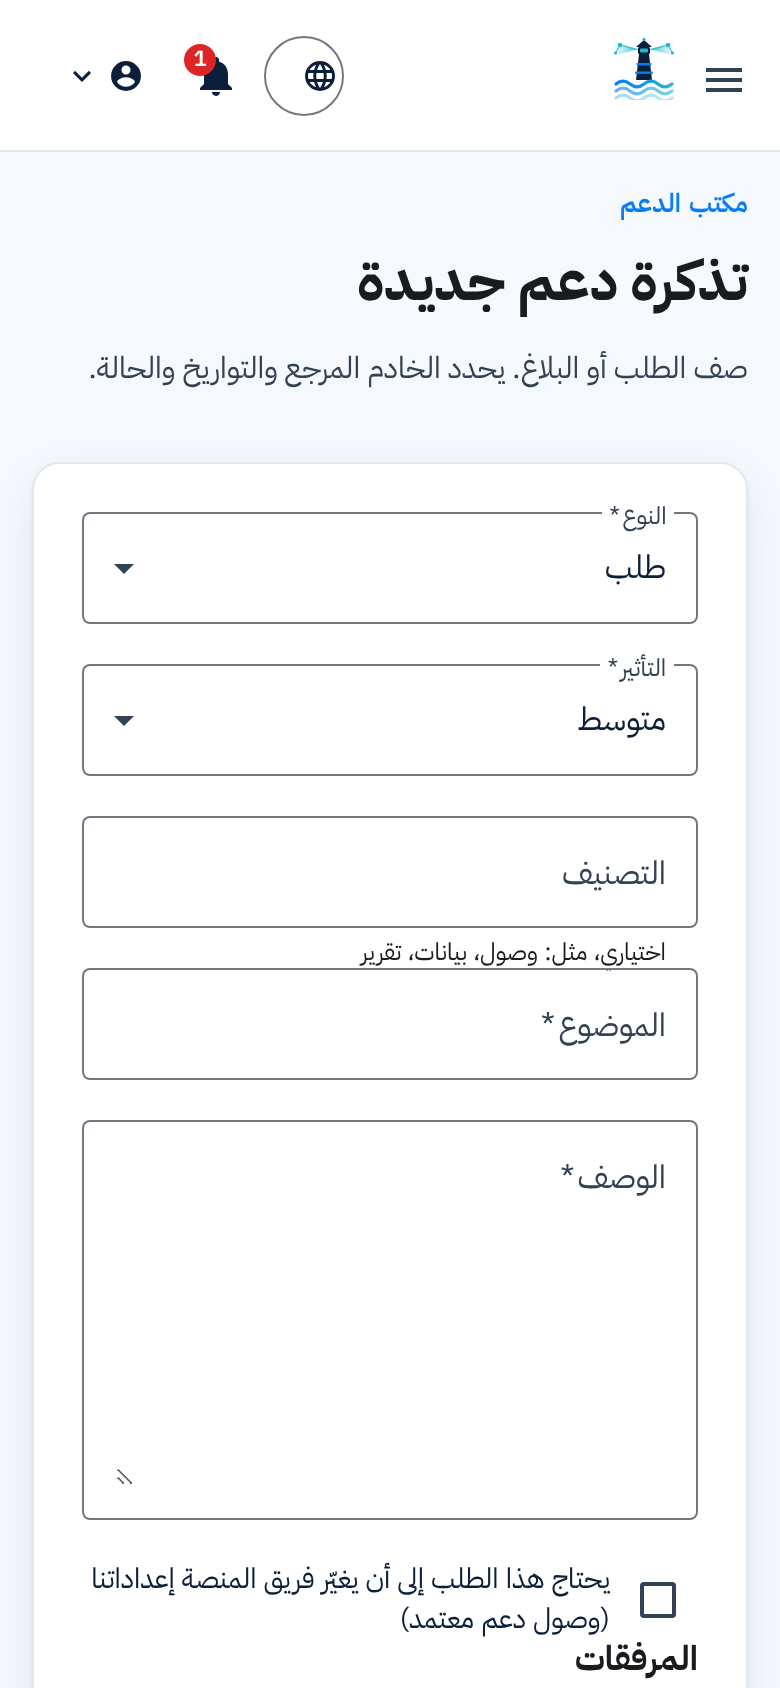 1
مكتب الدعم
تذكرة دعم جديدة
صف الطلب أو البلاغ. يحدد الخادم المرجع والتواريخ والحالة.
النوع *
طلب
التأثير *
متوسط
التصنيف
اختياري، مثل: وصول، بيانات، تقرير
الموضوع *
الوصف *
يحتاج هذا الطلب إلى أن يغيّر فريق المنصة إعداداتنا
(وصول دعم معتمد)
المرفقات